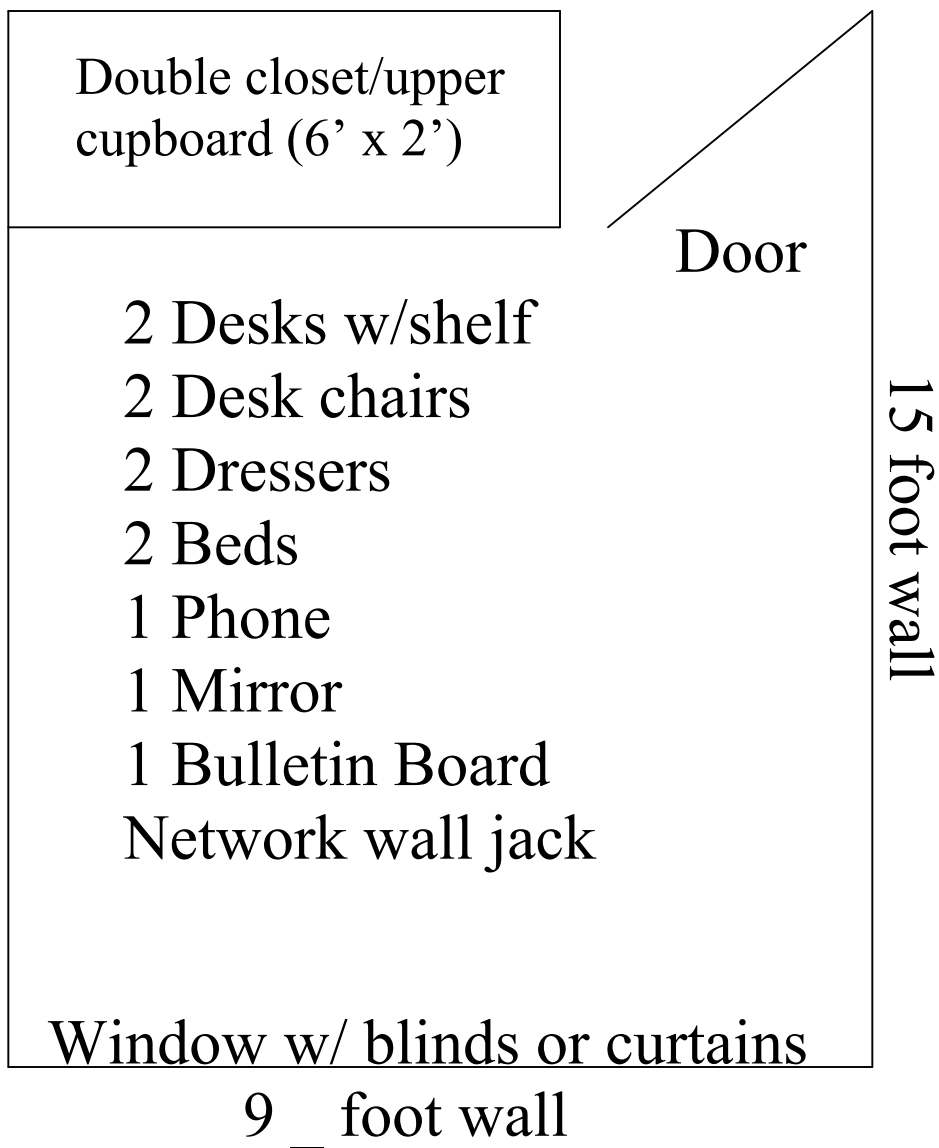 Double closet/upper
cupboard (6’ x 2’)
Door
2 Desks w/shelf
2 Desk chairs
2 Dressers
2 Beds
1 Phone
1 Mirror
1 Bulletin Board
Network wall jack
15 foot wall
Window w/ blinds or curtains
9 _ foot wall